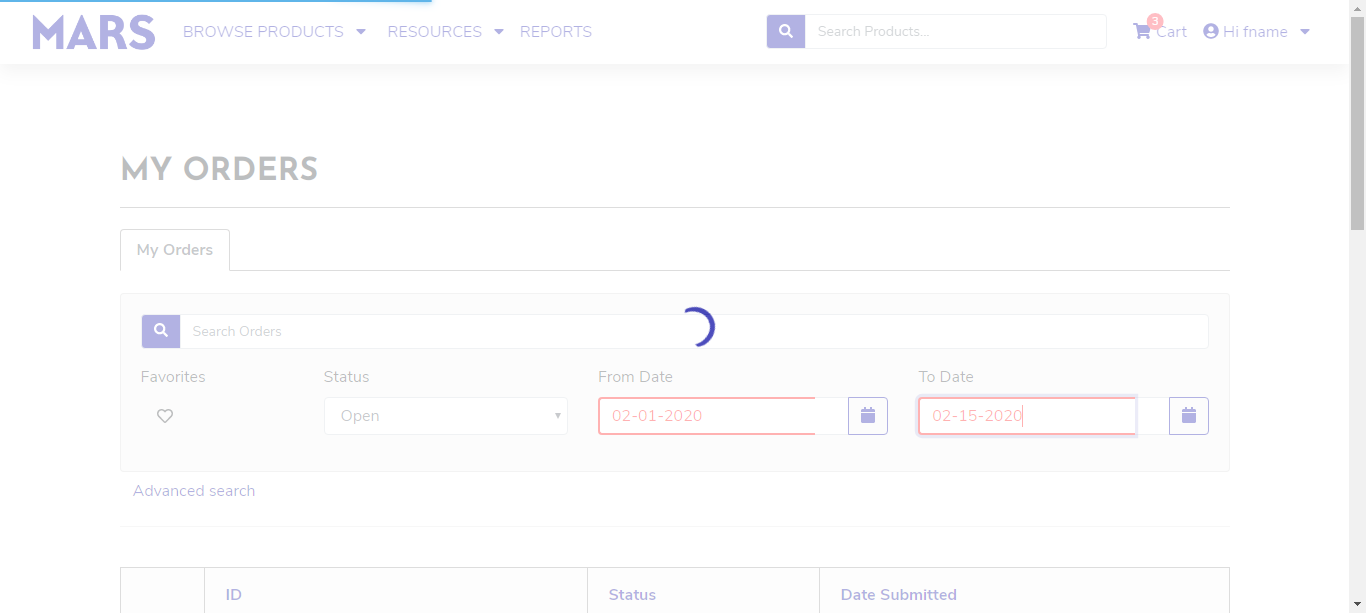 MARS BROWSE PRODUCTS RESOURCES REPORTS Search Products... 3 Cart Hi fname
MY ORDERS
My Orders
Search Orders
Favorites Status From Date To Date
Open 02-01-2020 02-15-2020
Advanced search
ID Status Date Submitted